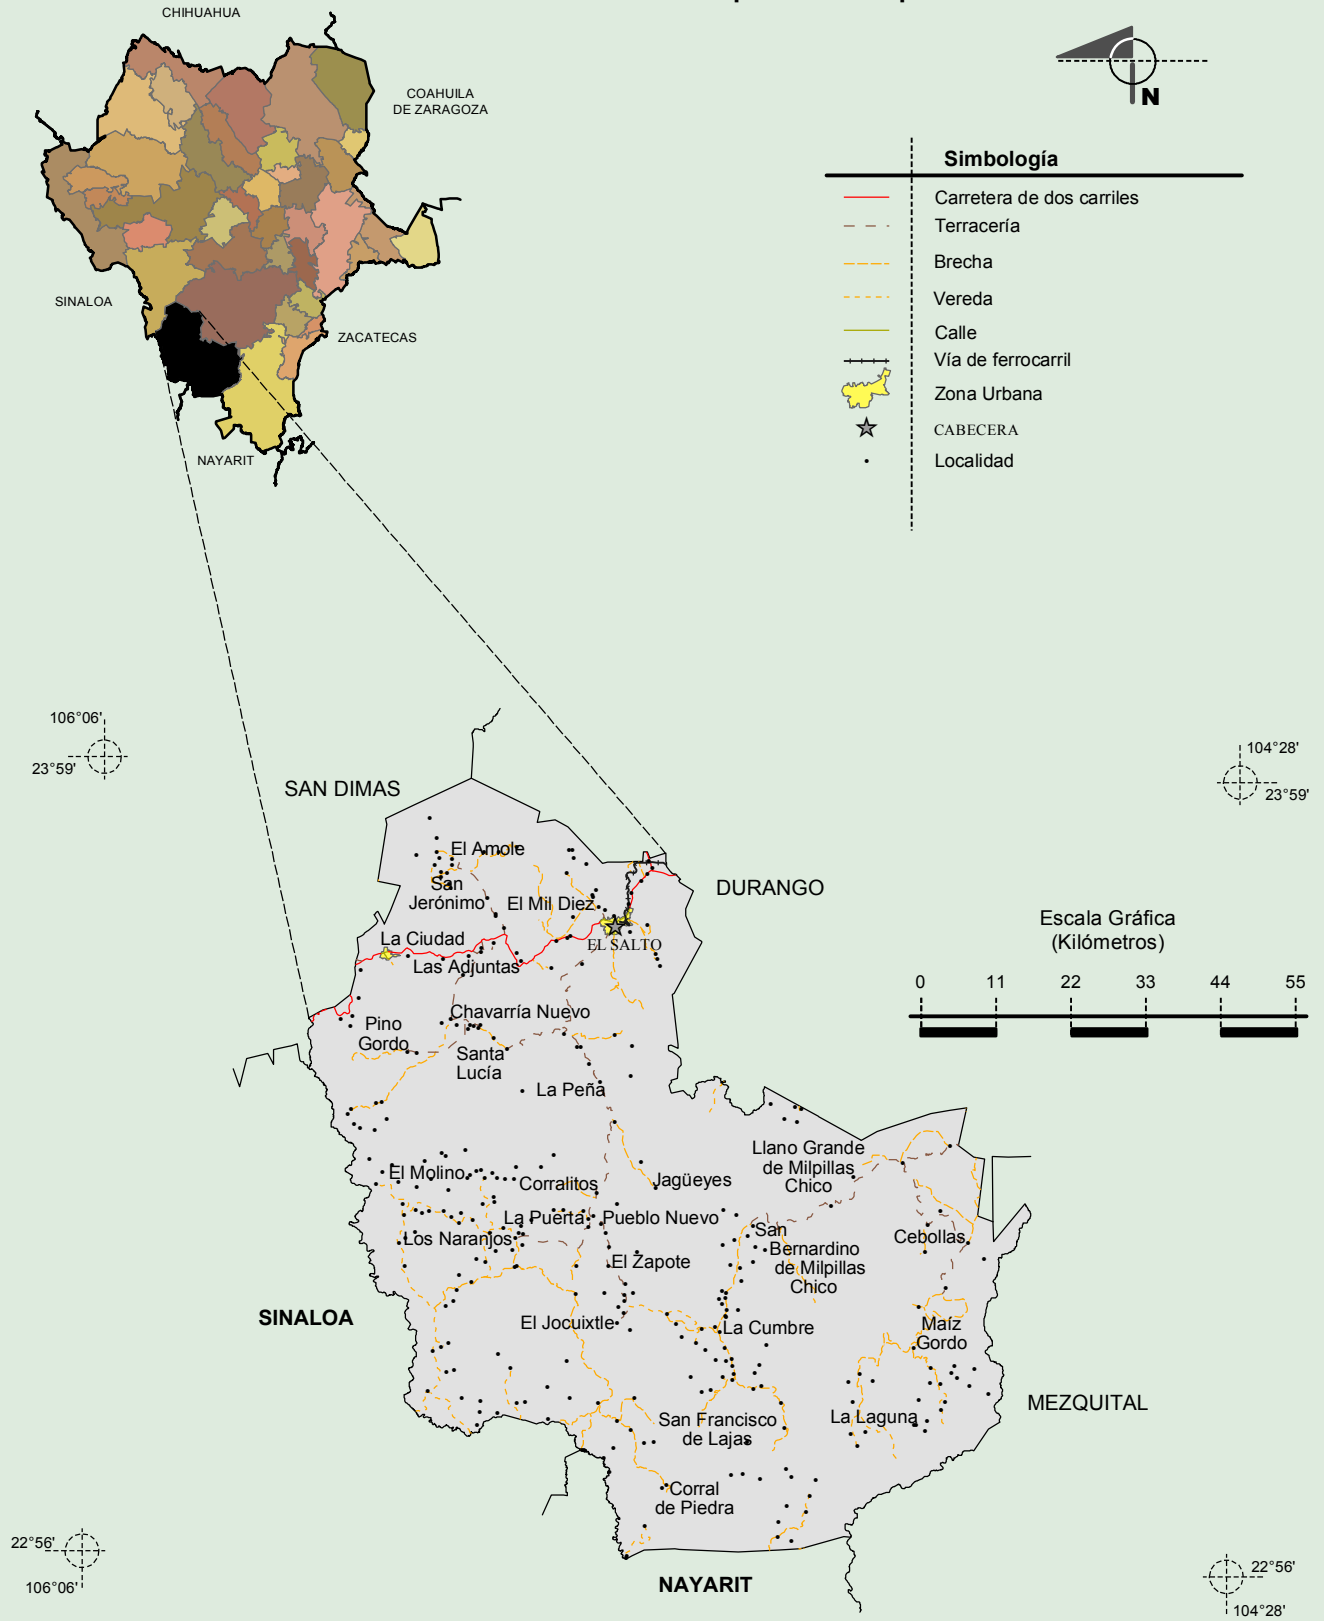 CHIHUAHUA
COAHUILA
DE ZARAGOZA
SINALOA
ZACATECAS
NAYARIT
N
Simbología
Carretera de dos carriles
Terracería
Brecha
Vereda
Calle
Vía de ferrocarril
Zona Urbana
CABECERA
Localidad
106°06'
23°59'
104°28'
23°59'
SAN DIMAS
DURANGO
El Amole
San
Jerónimo
El Mil Diez
La Ciudad
EL SALTO
Las Adjuntas
Escala Gráfica
(Kilómetros)
0 11 22 33 44 55
Chavarría Nuevo
Pino
Gordo
Santa
Lucía
La Peña
Llano Grande
de Milpillas
Chico
El Molino
Corralitos
Jagüeyes
La Puerta
Pueblo Nuevo
Los Naranjos
San
Bernardino
de Milpillas
Chico
Cebollas
El Zapote
SINALOA
El Jocuixtle
La Cumbre
Maíz
Gordo
MEZQUITAL
San Francisco
de Lajas
La Laguna
Corral
de Piedra
22°56'
106°06'
NAYARIT
22°56'
104°28'